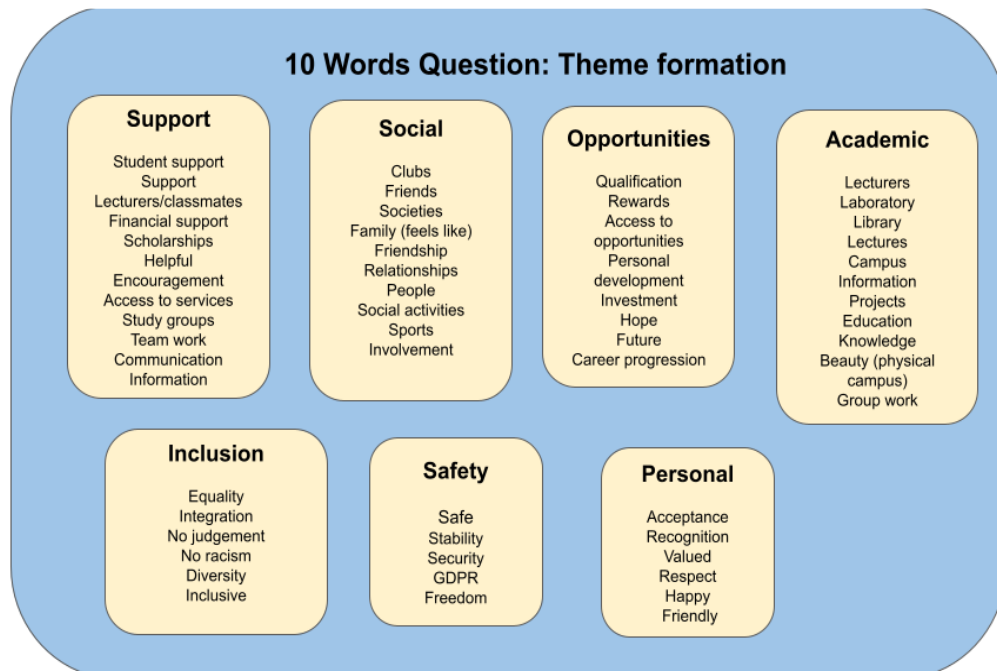 10 Words Question: Theme formation
Support
Student support
Support
Lecturers/classmates
Financial support
Scholarships
Helpful
Encouragement
Access to services
Study groups
Team work
Communication
Information
Social
Clubs
Friends
Societies
Family (feels like)
Friendship
Relationships
People
Social activities
Sports
Involvement
Opportunities
Qualification
Rewards
Access to
opportunities
Personal
development
Investment
Hope
Future
Career progression
Academic
Lecturers
Laboratory
Library
Lectures
Campus
Information
Projects
Education
Knowledge
Beauty (physical
campus)
Group work
Inclusion
Equality
Integration
No judgement
No racism
Diversity
Inclusive
Safety
Safe
Stability
Security
GDPR
Freedom
Personal
Acceptance
Recognition
Valued
Respect
Happy
Friendly